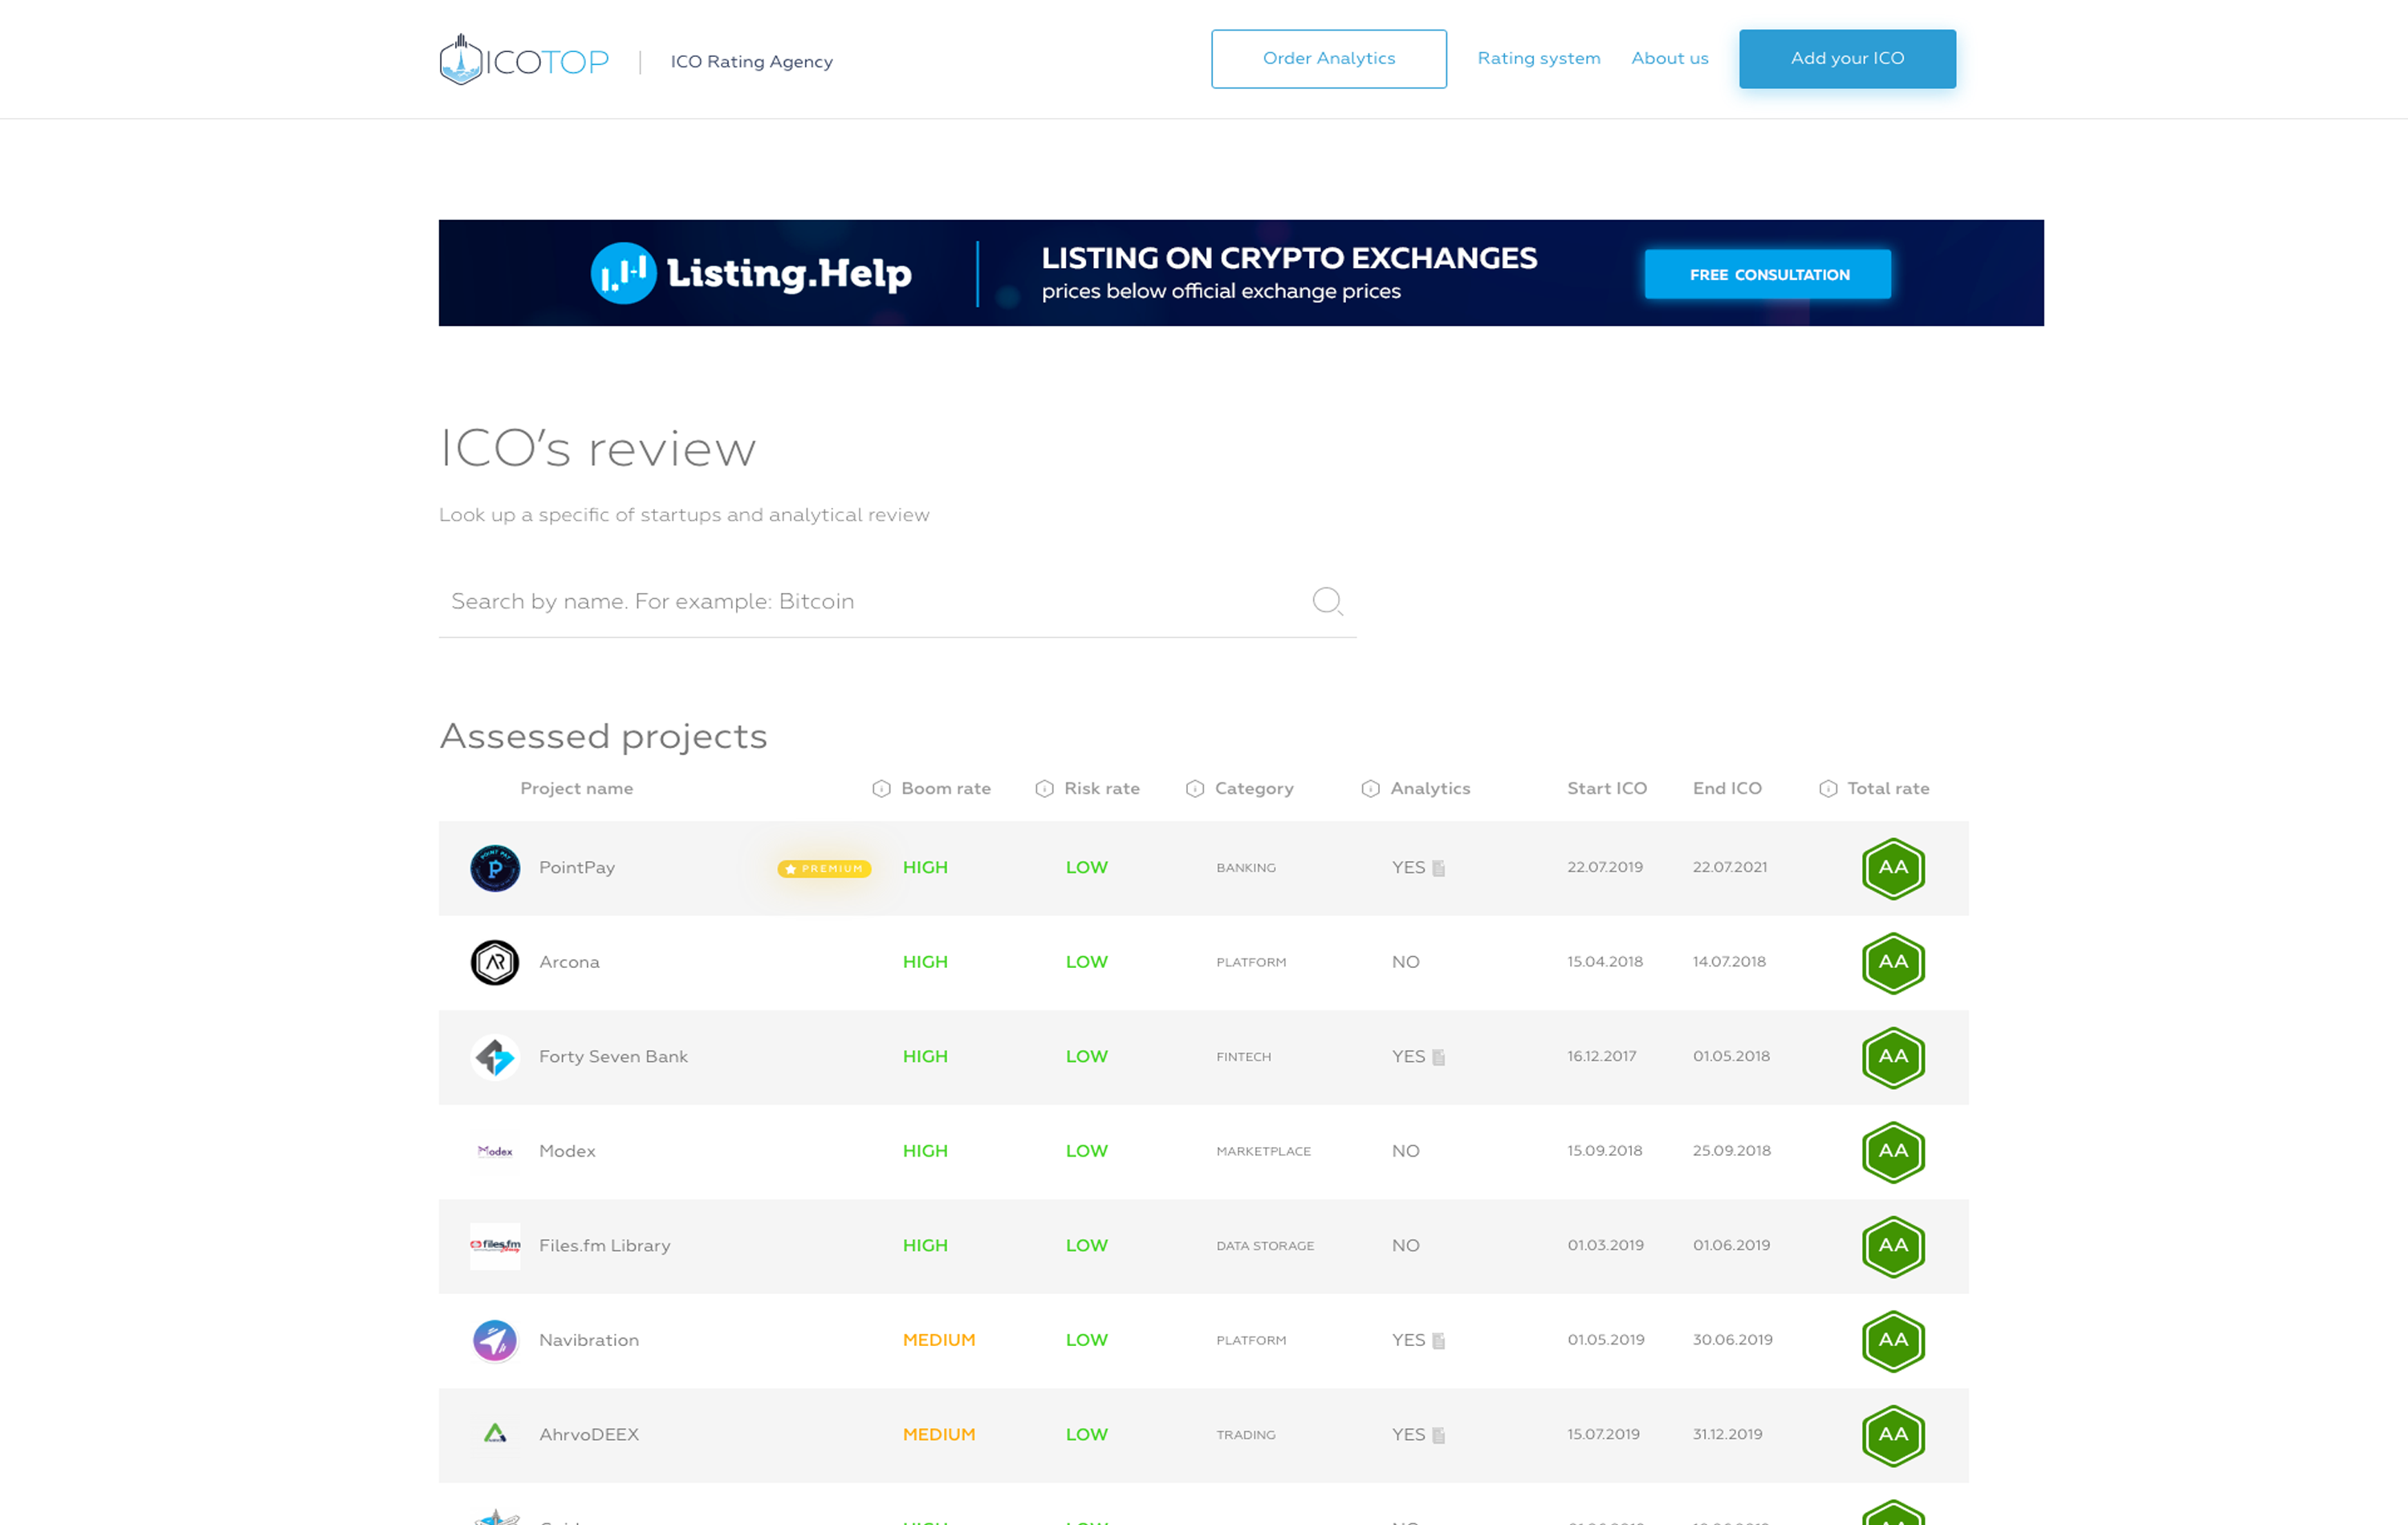 ICOTOP | ICO Rating Agency Order Analytics Rating system About us Add your ICO
Listing.Help
LISTING ON CRYPTO EXCHANGES
prices below official exchange prices
FREE CONSULTATION
ICO's review
Look up a specific of startups and analytical review
Search by name. For example: Bitcoin
Assessed projects
Project name Boom rate Risk rate Category Analytics Start ICO End ICO Total rate
PointPay PREMIUM HIGH LOW BANKING YES 22.07.2019 22.07.2021 AA
Arcona HIGH LOW PLATFORM NO 15.04.2018 14.07.2018 AA
Forty Seven Bank HIGH LOW FINTECH YES 16.12.2017 01.05.2018 AA
Modex Modex HIGH LOW MARKETPLACE NO 15.09.2018 25.09.2018 AA
files.fm Files.fm Library HIGH LOW DATA STORAGE NO 01.03.2019 01.06.2019 AA
Navibration MEDIUM LOW PLATFORM YES 01.05.2019 30.06.2019 AA
AhrvoDEEX MEDIUM LOW TRADING YES 15.07.2019 31.12.2019 AA